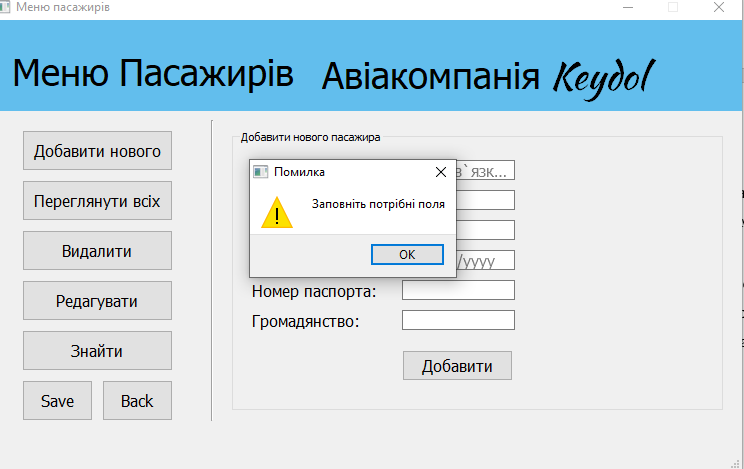 Меню пасажирів
Меню Пасажирів Авіакомпанія Keydol
Добавити нового
Переглянути всіх
Видалити
Редагувати
Знайти
Save Back
Добавити нового пасажира
Помилка
Заповніть потрібні поля
OK
в`язк...
/yyyy
Номер паспорта:
Громадянство:
Добавити